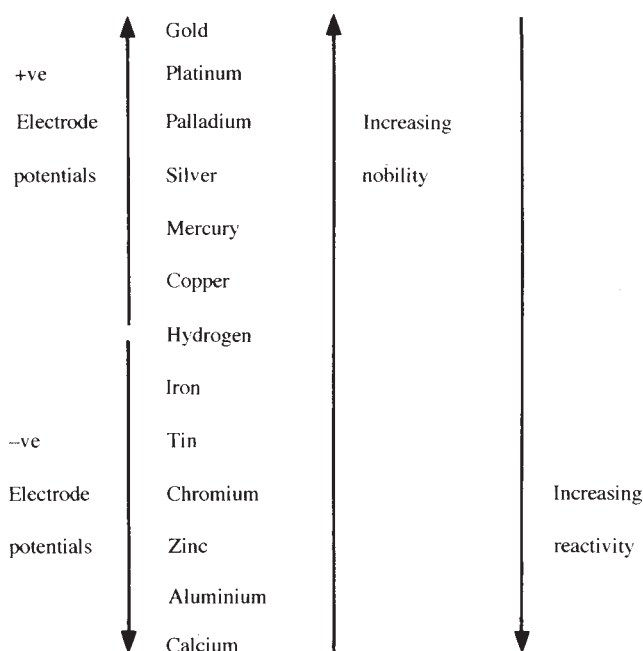 Gold
+ve
Platinum
Electrode
Palladium
Increasing
potentials
Silver
nobility
Mercury
Copper
Hydrogen
Iron
–ve
Tin
Electrode
Chromium
Increasing
potentials
Zinc
reactivity
Aluminium
Calcium